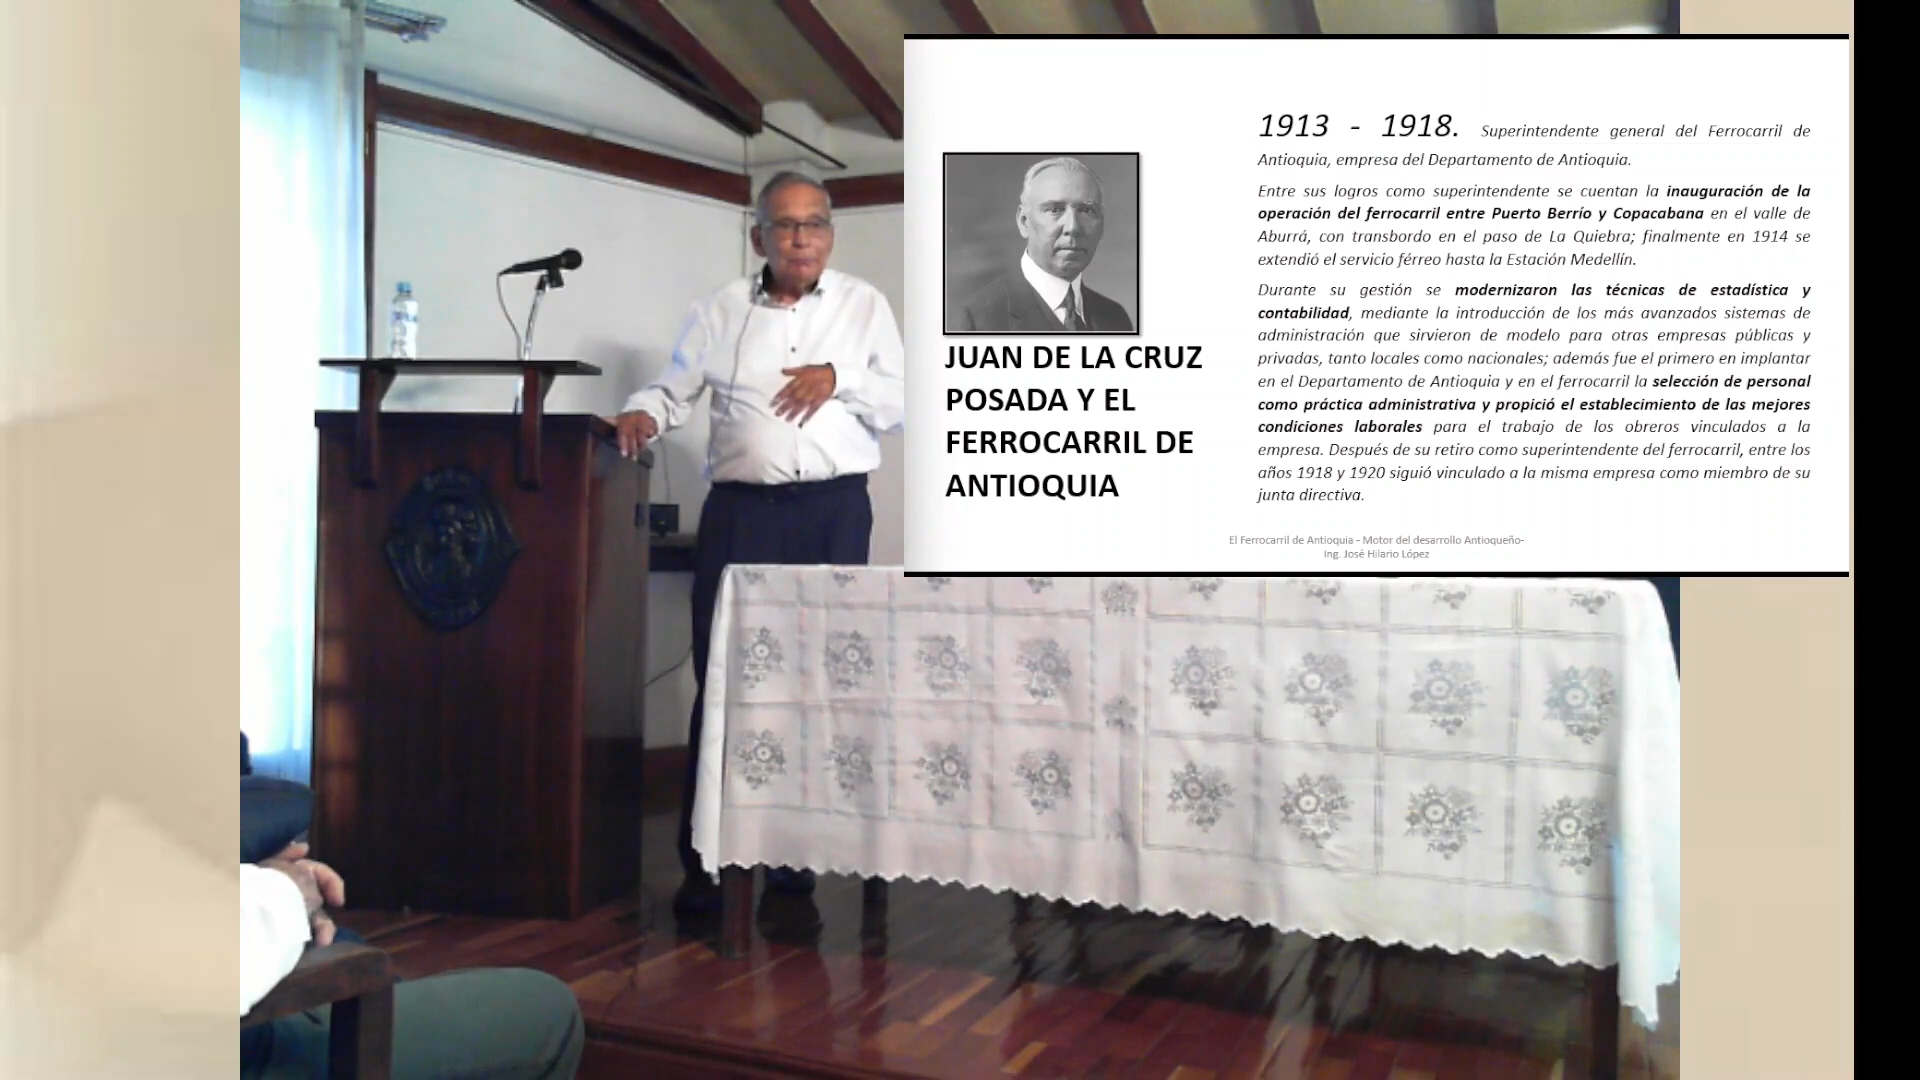 1913 - 1918. Superintendente general del Ferrocarril de
Antioquia, empresa del Departamento de Antioquia.
Entre sus logros como superintendente se cuentan la inauguración de la
operación del ferrocarril entre Puerto Berrío y Copacabana en el valle de
Aburrá, con transbordo en el paso de La Quiebra; finalmente en 1914 se
extendió el servicio férreo hasta la Estación Medellín.
Durante su gestión se modernizaron las técnicas de estadística y
contabilidad, mediante la introducción de los más avanzados sistemas de
administración que sirvieron de modelo para otras empresas públicas y
privadas, tanto locales como nacionales; además fue el primero en implantar
en el Departamento de Antioquia y en el ferrocarril la selección de personal
como práctica administrativa y propició el establecimiento de las mejores
condiciones laborales para el trabajo de los obreros vinculados a la
empresa. Después de su retiro como superintendente del ferrocarril, entre los
años 1918 y 1920 siguió vinculado a la misma empresa como miembro de su
junta directiva.
JUAN DE LA CRUZ
POSADA Y EL
FERROCARRIL DE
ANTIOQUIA
El Ferrocarril de Antioquia - Motor del desarrollo Antioqueño-
Ing. José Hilario López